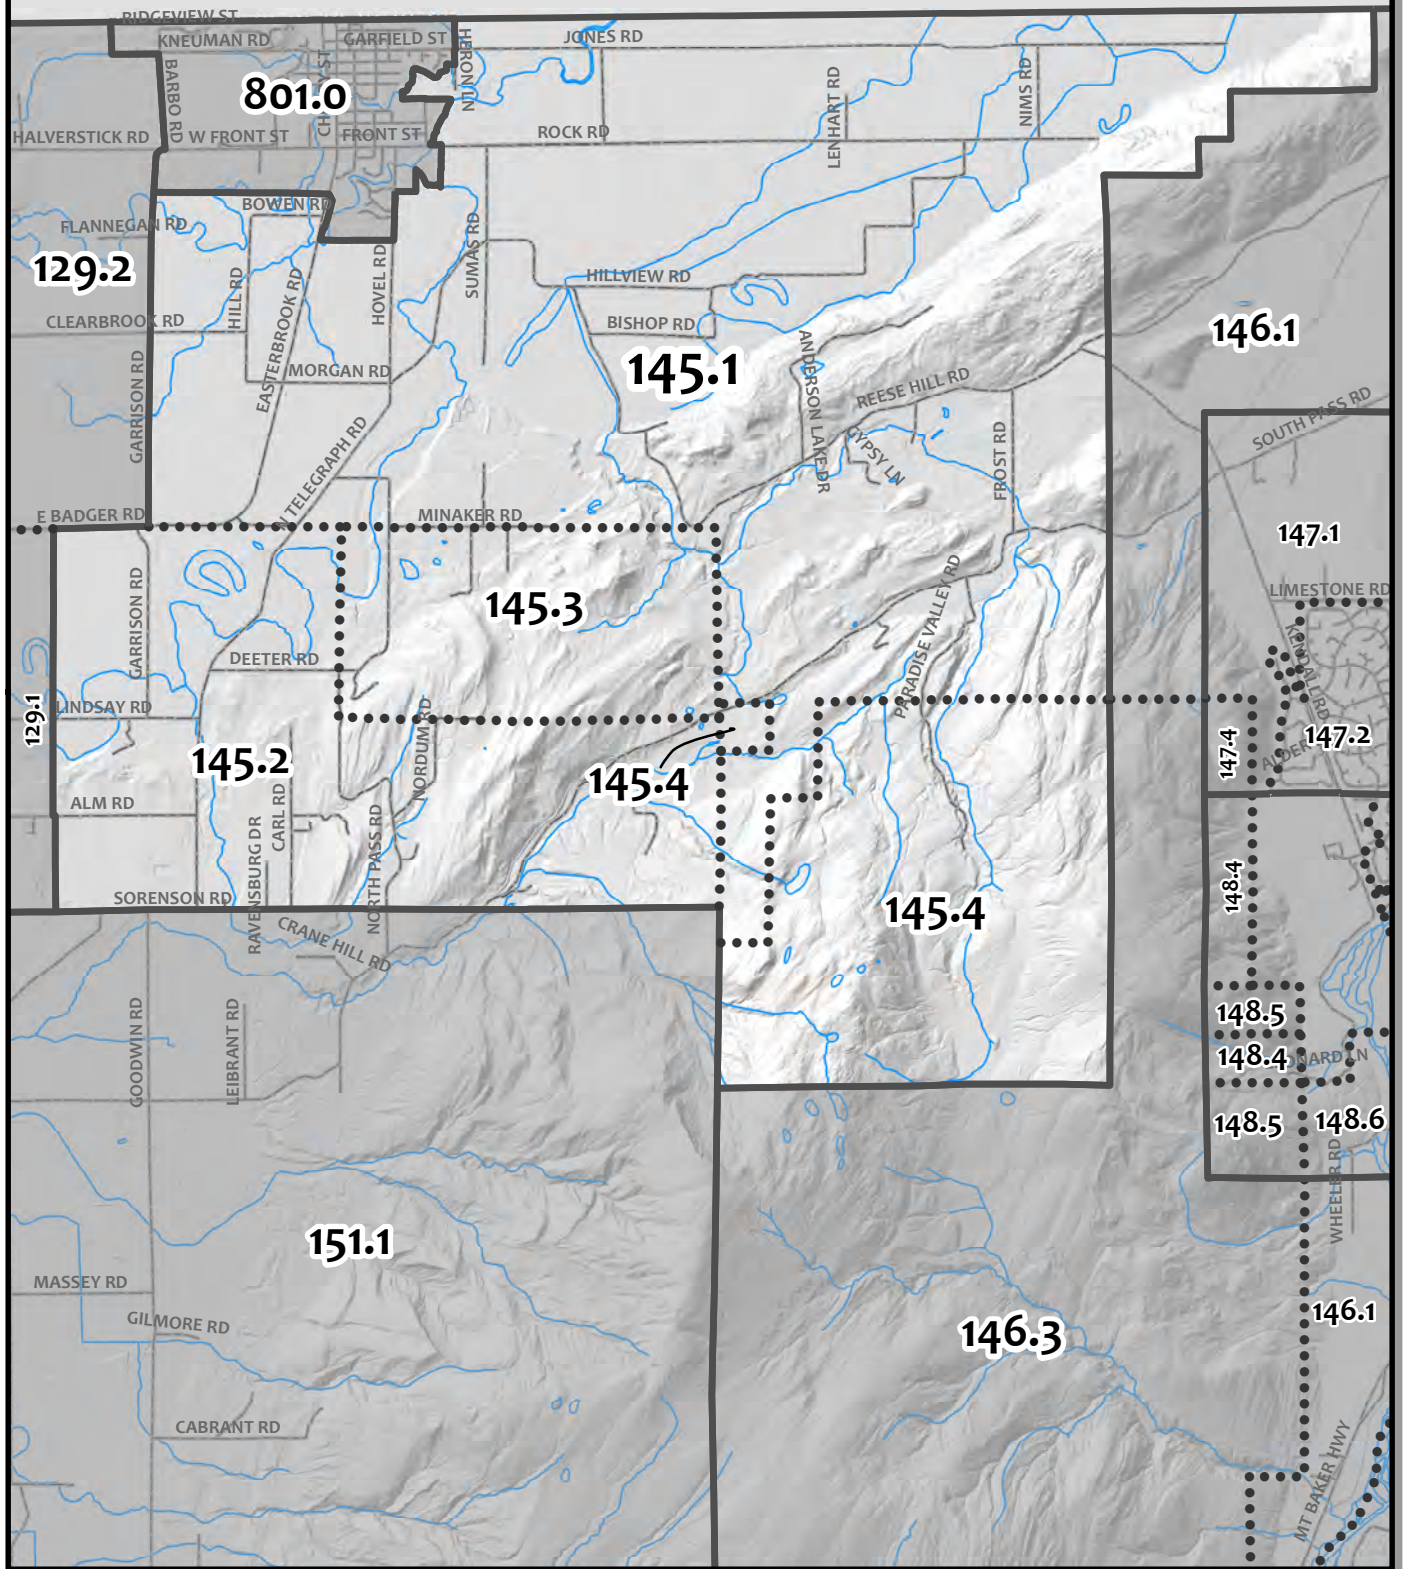 RIDGEVIEW ST
KNEUMAN RD
GARFIELD ST
HERON LN
JONES RD
BARBO RD
801.0
LENHART RD
NIMS RD
HALVERSTICK RD
W FRONT ST
FRONT ST
ROCK RD
BOWEN RD
FLANNEGAN RD
129.2
HILL RD
EASTERBROOK RD
HOVEL RD
SUMAS RD
HILLVIEW RD
CLEARBROOK RD
BISHOP RD
146.1
145.1
MORGAN RD
GARRISON RD
ANDERSON LAKE DR
REESE HILL RD
GYPSY LN
FROST RD
SOUTH PASS RD
N TELEGRAPH RD
E BADGER RD
MINAKER RD
147.1
GARRISON RD
145.3
LIMESTONE RD
PARADISE VALLEY RD
KENDALL RD
DEETER RD
LINDSAY RD
129.1
NORDUM RD
147.4
147.2
145.2
145.4
ALM RD
CARL RD
RAVENSBURG DR
NORTH PASS RD
148.4
SORENSON RD
145.4
CRANE HILL RD
GOODWIN RD
LEIBRANT RD
148.5
148.4
148.5
148.6
WHEELER RD
151.1
MASSEY RD
GILMORE RD
146.3
146.1
CABRANT RD
MT BAKER HWY